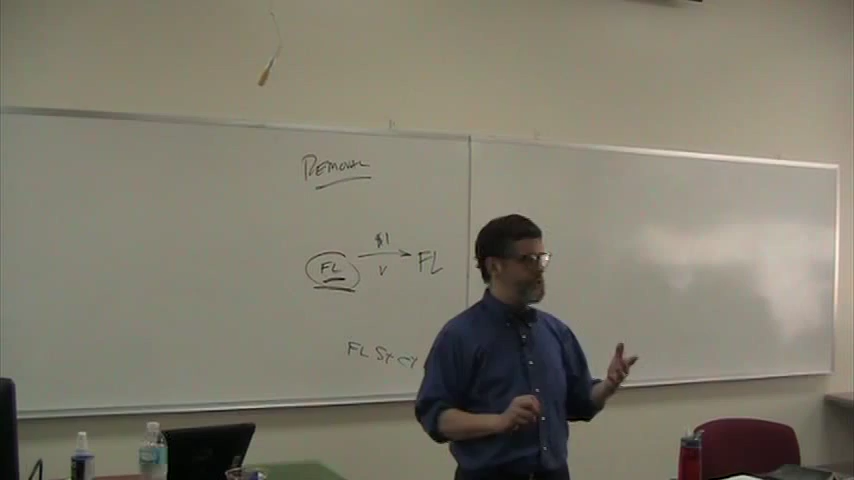 REMOVAL
$1
FL → FL
v
FL St Ct